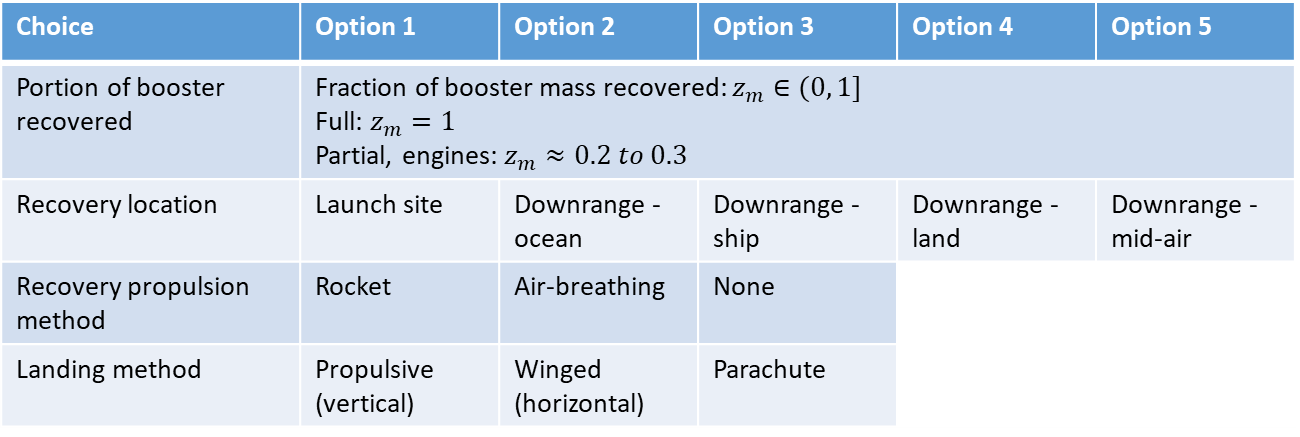 Choice Option 1 Option 2 Option 3 Option 4 Option 5
Portion of booster
recovered
Fraction of booster mass recovered: z_m ∈ (0, 1]
Full: z_m = 1
Partial, engines: z_m ≈ 0.2 to 0.3
Recovery location
Launch site
Downrange -
ocean
Downrange -
ship
Downrange -
land
Downrange -
mid-air
Recovery propulsion
method
Rocket
Air-breathing
None
Landing method
Propulsive
(vertical)
Winged
(horizontal)
Parachute